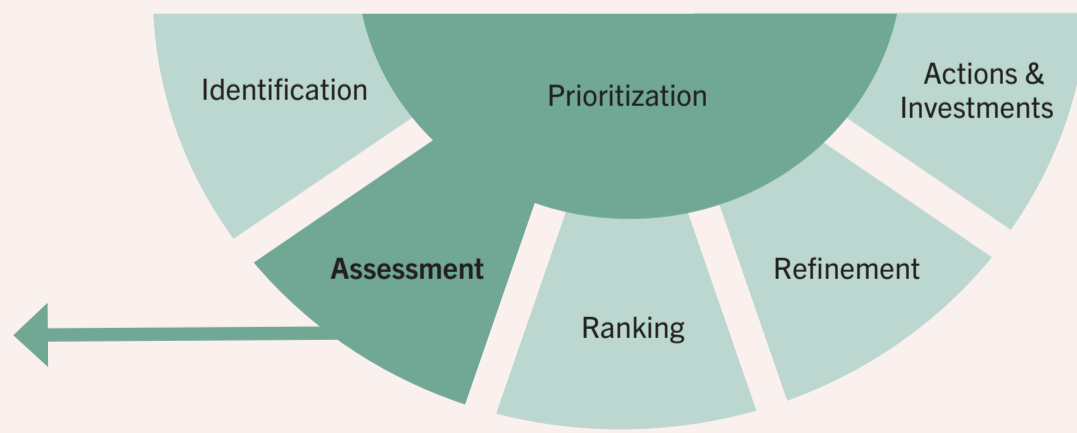 Identification
Prioritization
Actions &
Investments
Assessment
Ranking
Refinement